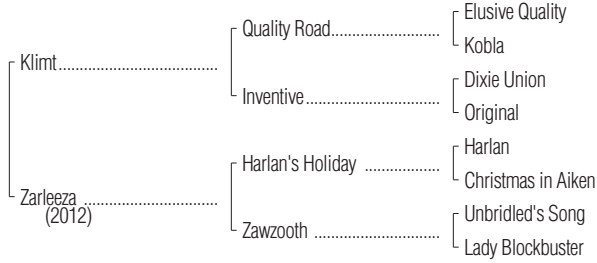 Elusive Quality
Quality Road
Kobla
Klimt
Dixie Union
Inventive
Original
Harlan
Harlan's Holiday
Christmas in Aiken
Zarleeza
(2012)
Unbridled's Song
Zawzooth
Lady Blockbuster